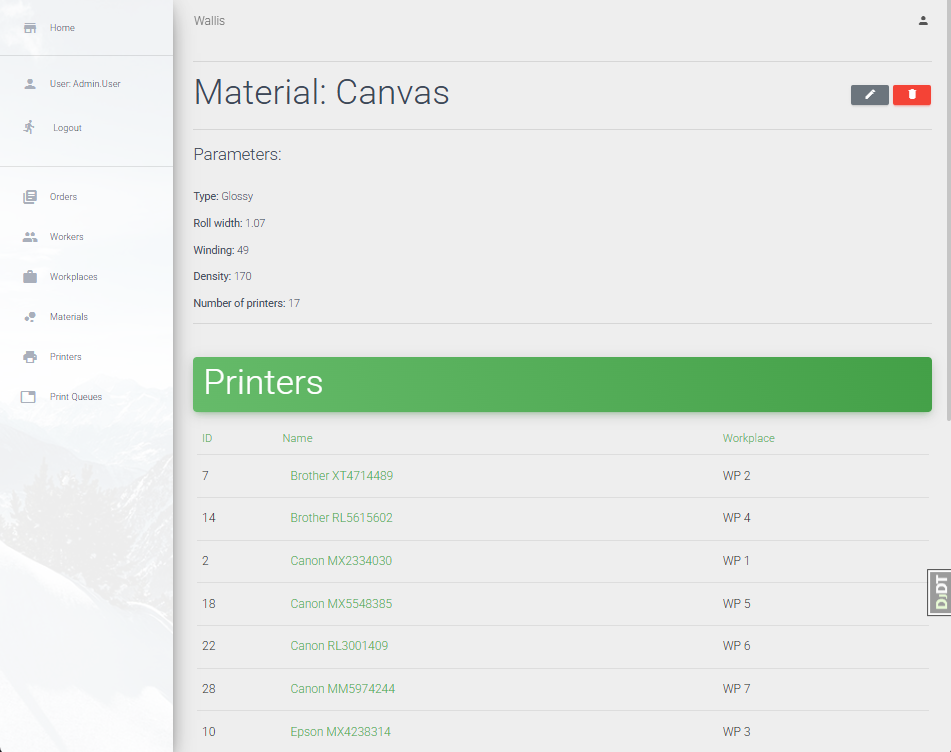 Home
User: Admin.User
Logout
Orders
Workers
Workplaces
Materials
Printers
Print Queues
Wallis
Material: Canvas
Parameters:
Type: Glossy
Roll width: 1.07
Winding: 49
Density: 170
Number of printers: 17
Printers
ID Name Workplace
7 Brother XT4714489 WP 2
14 Brother RL5615602 WP 4
2 Canon MX2334030 WP 1
18 Canon MX5548385 WP 5
22 Canon RL3001409 WP 6
28 Canon MM5974244 WP 7
10 Epson MX4238314 WP 3
DJDT